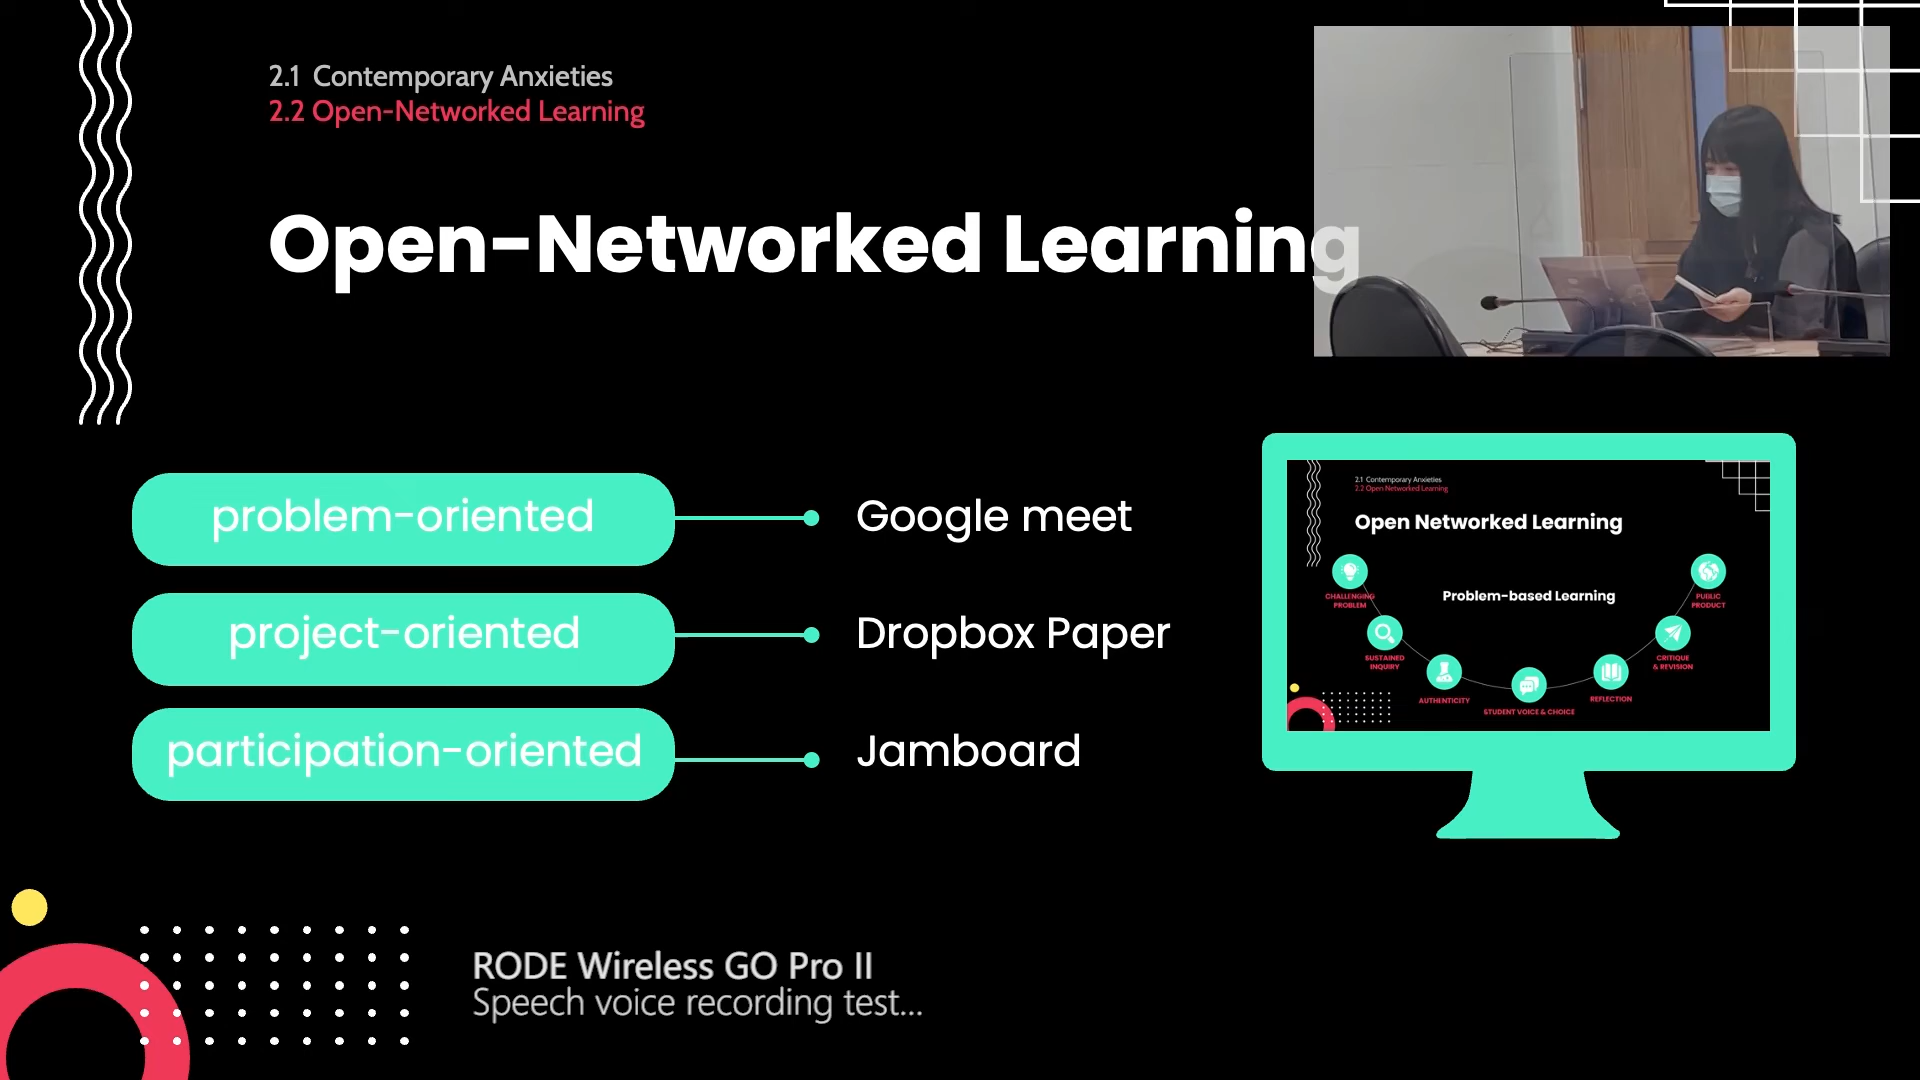 2.1 Contemporary Anxieties
2.2 Open-Networked Learning
Open-Networked Learning
problem-oriented
Google meet
project-oriented
Dropbox Paper
participation-oriented
Jamboard
2.1 Contemporary Anxieties
2.2 Open Networked Learning
Open Networked Learning
Problem-based Learning
CHALLENGING
PROBLEM
SUSTAINED
INQUIRY
AUTHENTICITY
STUDENT VOICE & CHOICE
REFLECTION
CRITIQUE
& REVISION
PUBLIC
PRODUCT
RODE Wireless GO Pro II
Speech voice recording test...